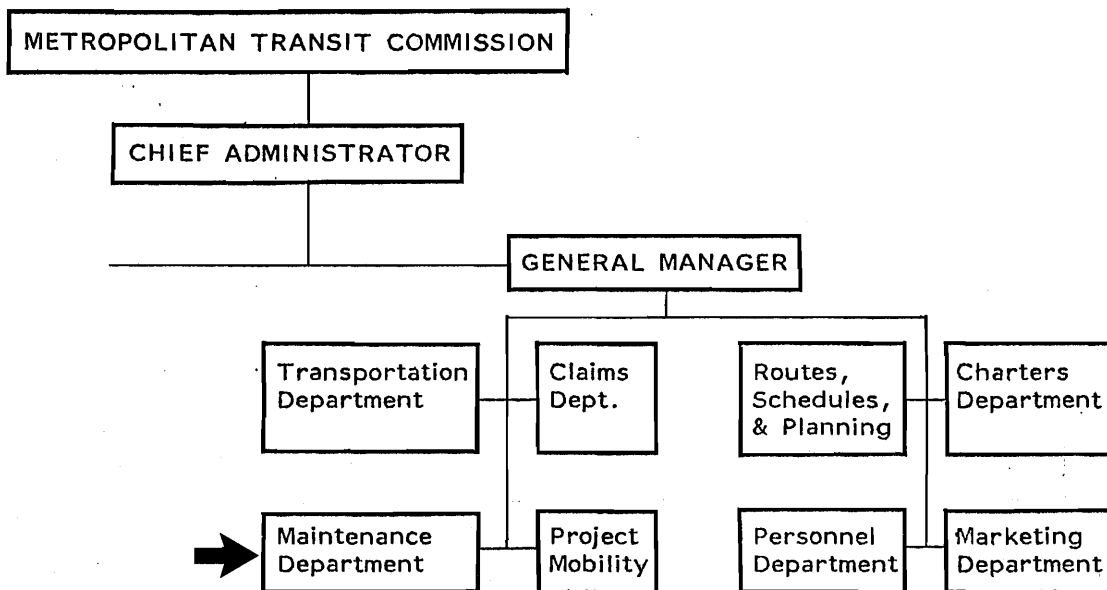 METROPOLITAN TRANSIT COMMISSION
CHIEF ADMINISTRATOR
GENERAL MANAGER
Transportation
Department
Claims
Dept.
Routes,
Schedules,
& Planning
Charters
Department
Maintenance
Department
Project
Mobility
Personnel
Department
Marketing
Department